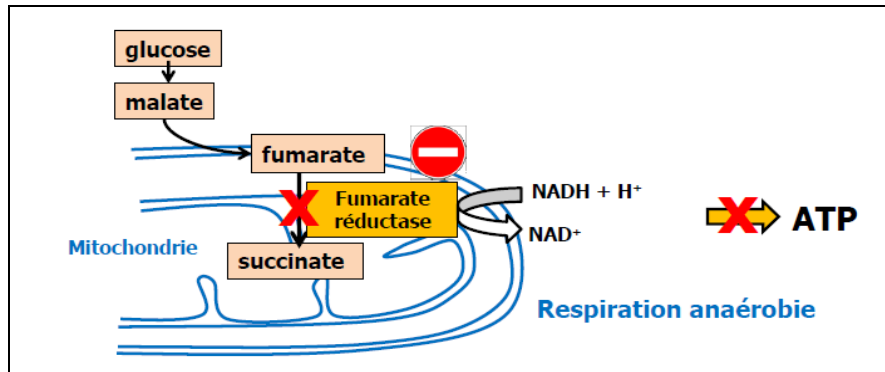 glucose
malate
fumarate
Fumarate
réductase
NADH + H⁺
NAD⁺
ATP
Mitochondrie
succinate
Respiration anaérobie